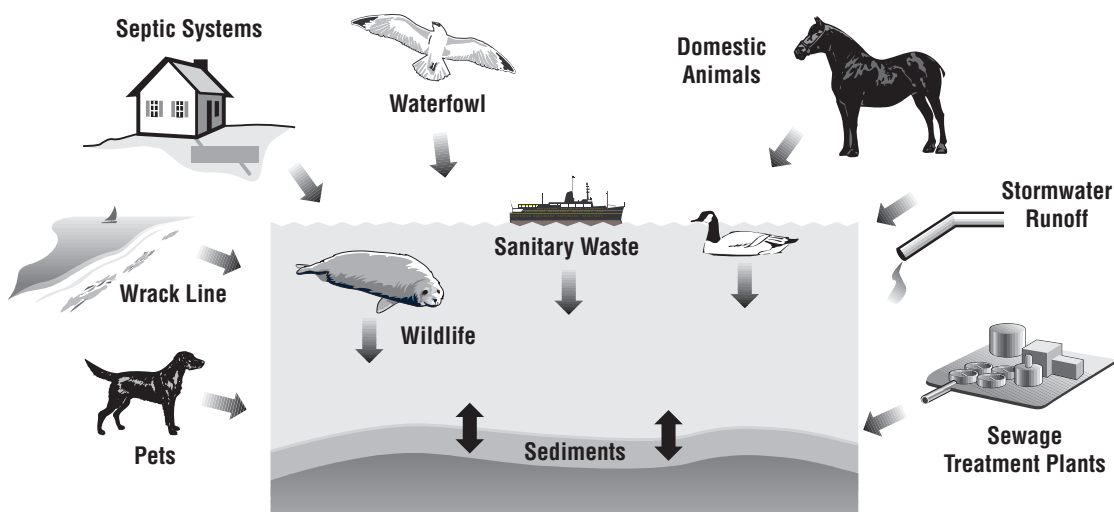 Septic Systems
Waterfowl
Domestic
Animals
Stormwater
Runoff
Sanitary Waste
Wrack Line
Wildlife
Pets
Sediments
Sewage
Treatment Plants